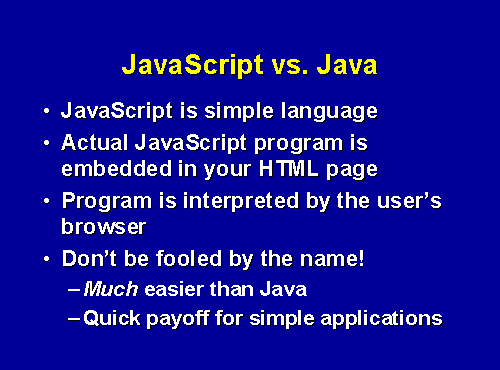 JavaScript vs. Java
• JavaScript is simple language
• Actual JavaScript program is
embedded in your HTML page
• Program is interpreted by the user’s
browser
• Don’t be fooled by the name!
–Much easier than Java
–Quick payoff for simple applications